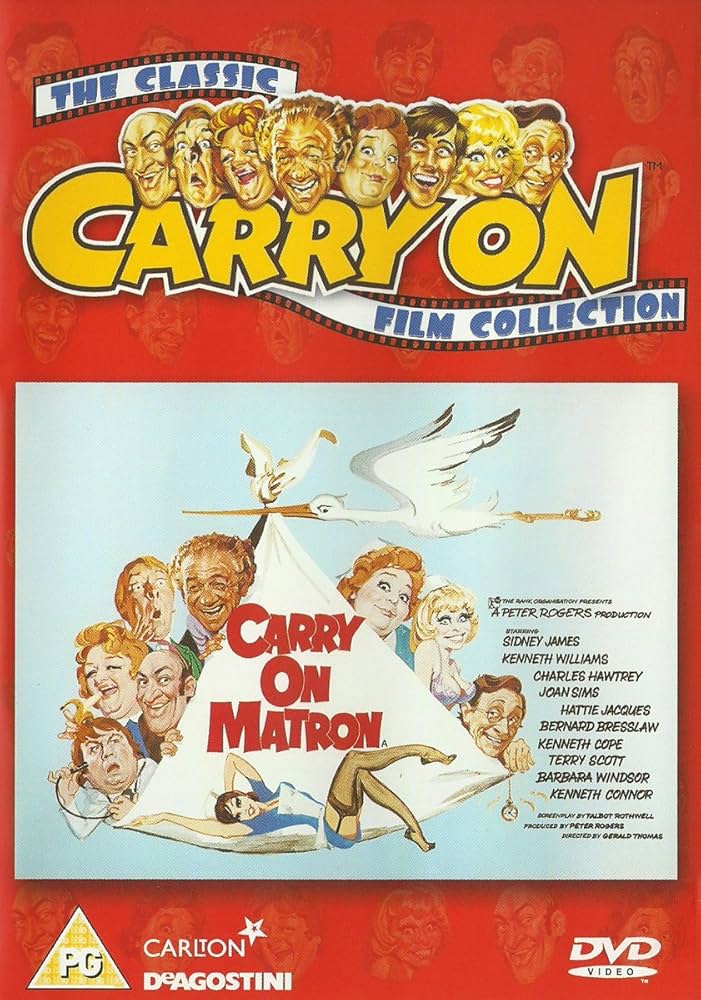 THE CLASSIC
CARRY ON™
FILM COLLECTION
THE RANK ORGANISATION PRESENTS
A PETER ROGERS PRODUCTION
STARRING
SIDNEY JAMES
KENNETH WILLIAMS
CHARLES HAWTREY
JOAN SIMS
HATTIE JACQUES
BERNARD BRESSLAW
KENNETH COPE
TERRY SCOTT
BARBARA WINDSOR
KENNETH CONNOR
SCREENPLAY BY TALBOT ROTHWELL
PRODUCED BY PETER ROGERS
DIRECTED BY GERALD THOMAS
CARRY
ON
MATRON
A
PG
CARLTON
DeAGOSTINI
DVD
VIDEO™